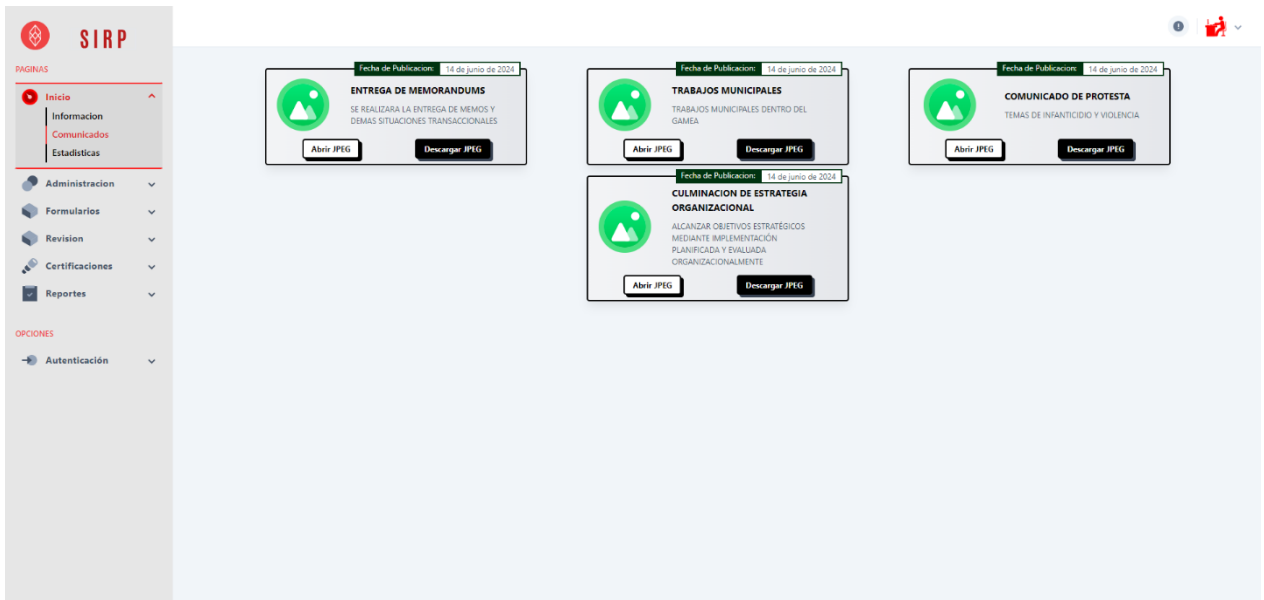 SIRP
PAGINAS
Inicio
Informacion
Comunicados
Estadisticas
Administracion
Formularios
Revision
Certificaciones
Reportes
OPCIONES
Autenticación
Fecha de Publicacion: 14 de junio de 2024
ENTREGA DE MEMORANDUMS
SE REALIZARA LA ENTREGA DE MEMOS Y
DEMAS SITUACIONES TRANSACCIONALES
Abrir JPEG Descargar JPEG
Fecha de Publicacion: 14 de junio de 2024
TRABAJOS MUNICIPALES
TRABAJOS MUNICIPALES DENTRO DEL
GAMEA
Abrir JPEG Descargar JPEG
Fecha de Publicacion: 14 de junio de 2024
COMUNICADO DE PROTESTA
TEMAS DE INFANTICIDIO Y VIOLENCIA
Abrir JPEG Descargar JPEG
Fecha de Publicacion: 14 de junio de 2024
CULMINACION DE ESTRATEGIA
ORGANIZACIONAL
ALCANZAR OBJETIVOS ESTRATÉGICOS
MEDIANTE IMPLEMENTACIÓN
PLANIFICADA Y EVALUADA
ORGANIZACIONALMENTE
Abrir JPEG Descargar JPEG